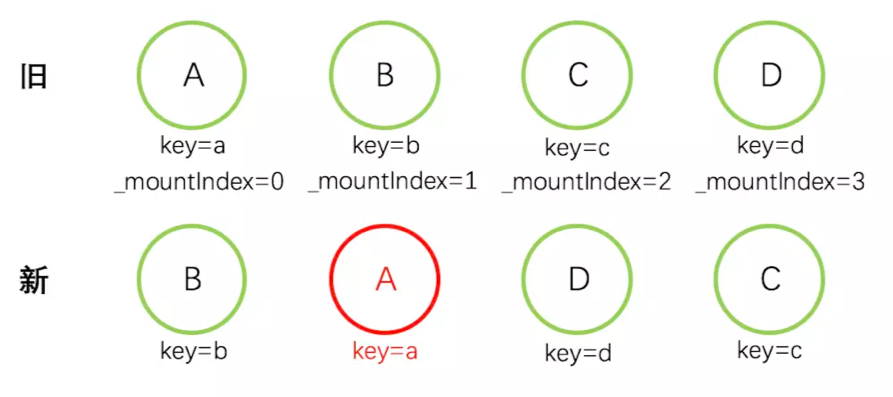 旧 A B C D
key=a key=b key=c key=d
_mountIndex=0 _mountIndex=1 _mountIndex=2 _mountIndex=3
新 B A D C
key=b key=a key=d key=c